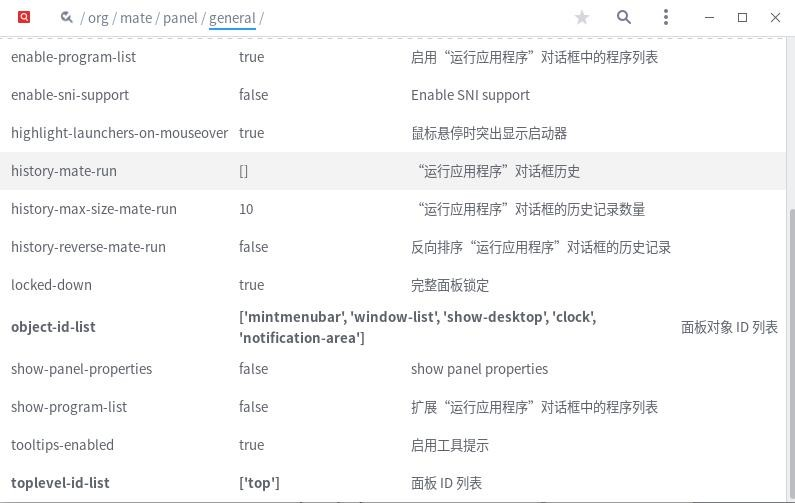 / org / mate / panel / general /
enable-program-list true 启用“运行应用程序”对话框中的程序列表
enable-sni-support false Enable SNI support
highlight-launchers-on-mouseover true 鼠标悬停时突出显示启动器
history-mate-run [] “运行应用程序”对话框历史
history-max-size-mate-run 10 “运行应用程序”对话框的历史记录数量
history-reverse-mate-run false 反向排序“运行应用程序”对话框的历史记录
locked-down true 完整面板锁定
object-id-list ['mintmenubar', 'window-list', 'show-desktop', 'clock', 'notification-area'] 面板对象 ID 列表
show-panel-properties false show panel properties
show-program-list false 扩展“运行应用程序”对话框中的程序列表
tooltips-enabled true 启用工具提示
toplevel-id-list ['top'] 面板 ID 列表